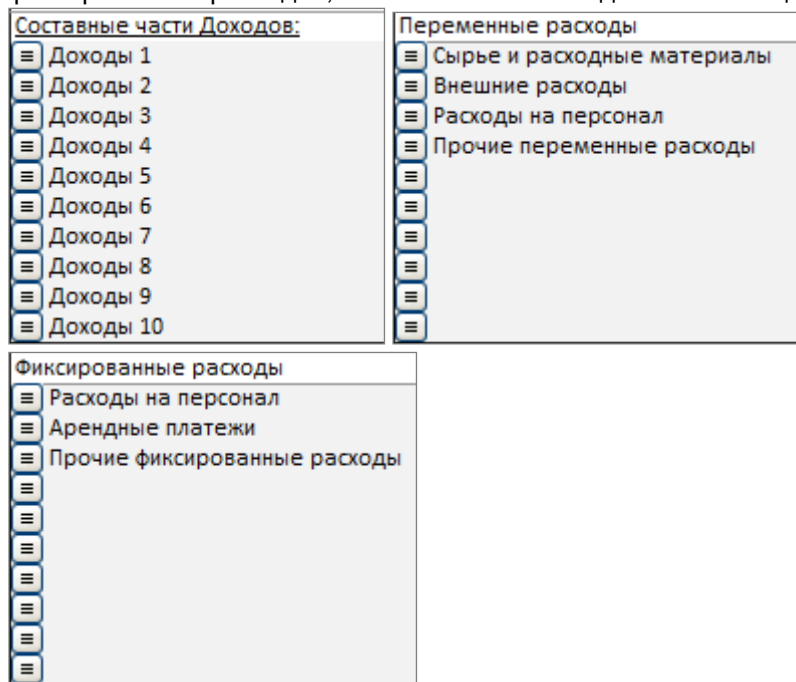 Составные части Доходов:
Доходы 1
Доходы 2
Доходы 3
Доходы 4
Доходы 5
Доходы 6
Доходы 7
Доходы 8
Доходы 9
Доходы 10
Переменные расходы
Сырье и расходные материалы
Внешние расходы
Расходы на персонал
Прочие переменные расходы
Фиксированные расходы
Расходы на персонал
Арендные платежи
Прочие фиксированные расходы